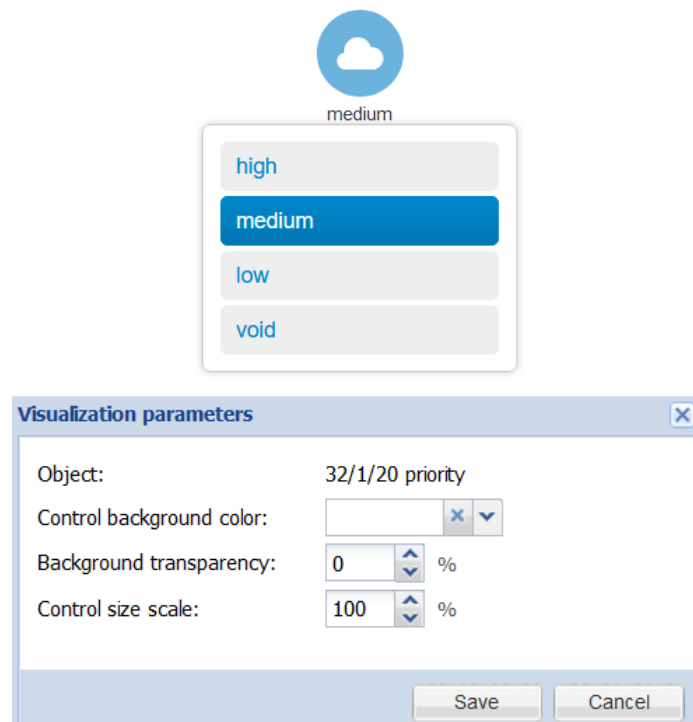 medium
high
medium
low
void
Visualization parameters
Object: 32/1/20 priority
Control background color:
Background transparency: 0 %
Control size scale: 100 %
Save Cancel